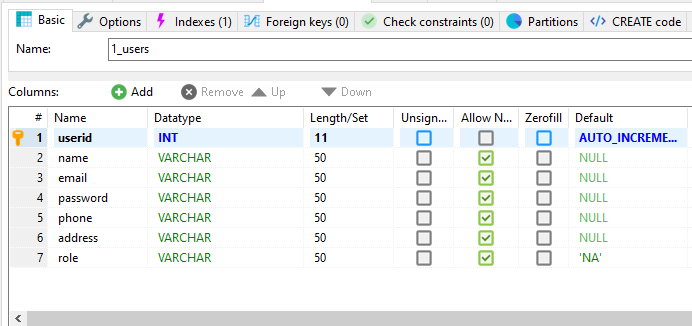 Basic Options Indexes (1) Foreign keys (0) Check constraints (0) Partitions CREATE code
Name: 1_users
Columns: Add Remove Up Down
# Name Datatype Length/Set Unsign... Allow N... Zerofill Default
1 userid INT 11 AUTO_INCREME...
2 name VARCHAR 50 NULL
3 email VARCHAR 50 NULL
4 password VARCHAR 50 NULL
5 phone VARCHAR 50 NULL
6 address VARCHAR 50 NULL
7 role VARCHAR 50 'NA'